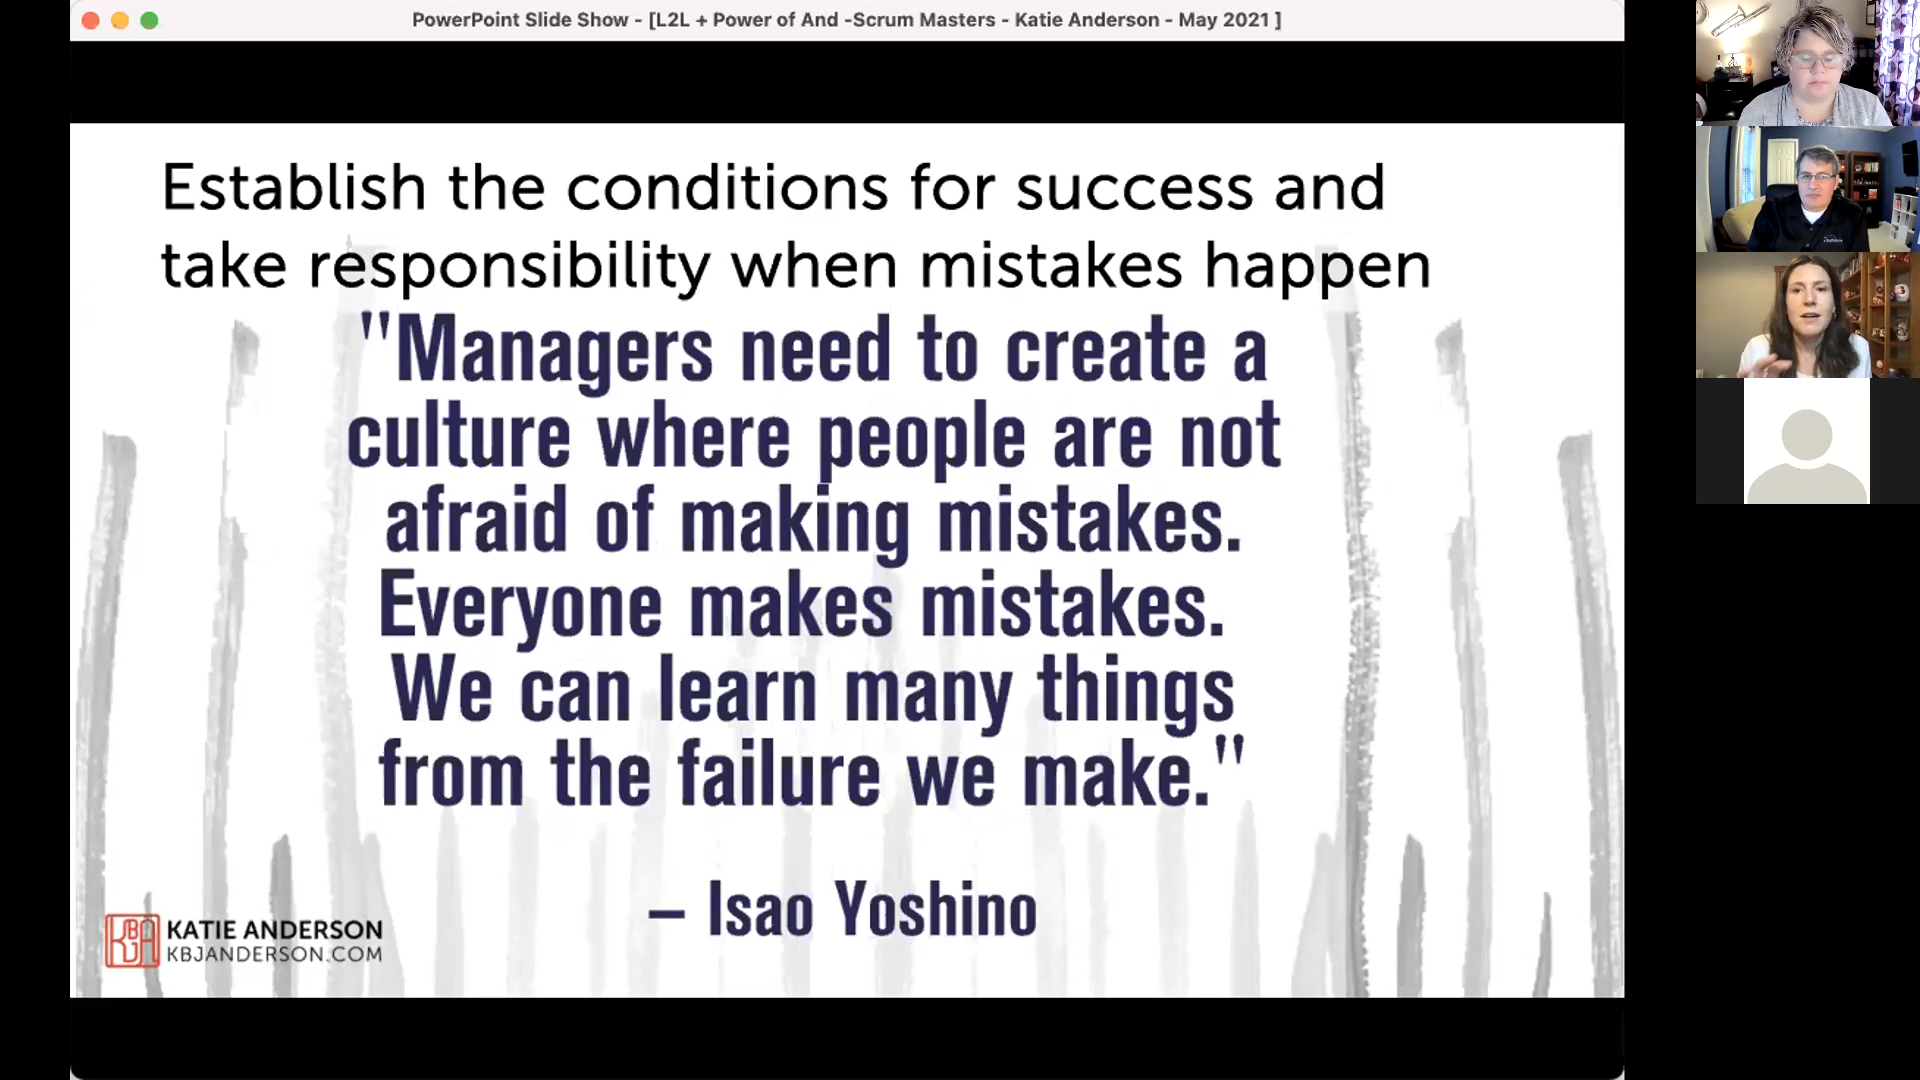 PowerPoint Slide Show - [L2L + Power of And -Scrum Masters - Katie Anderson - May 2021 ]
Establish the conditions for success and
take responsibility when mistakes happen
"Managers need to create a
culture where people are not
afraid of making mistakes.
Everyone makes mistakes.
We can learn many things
from the failure we make."
– Isao Yoshino
KATIE ANDERSON
KBJANDERSON.COM